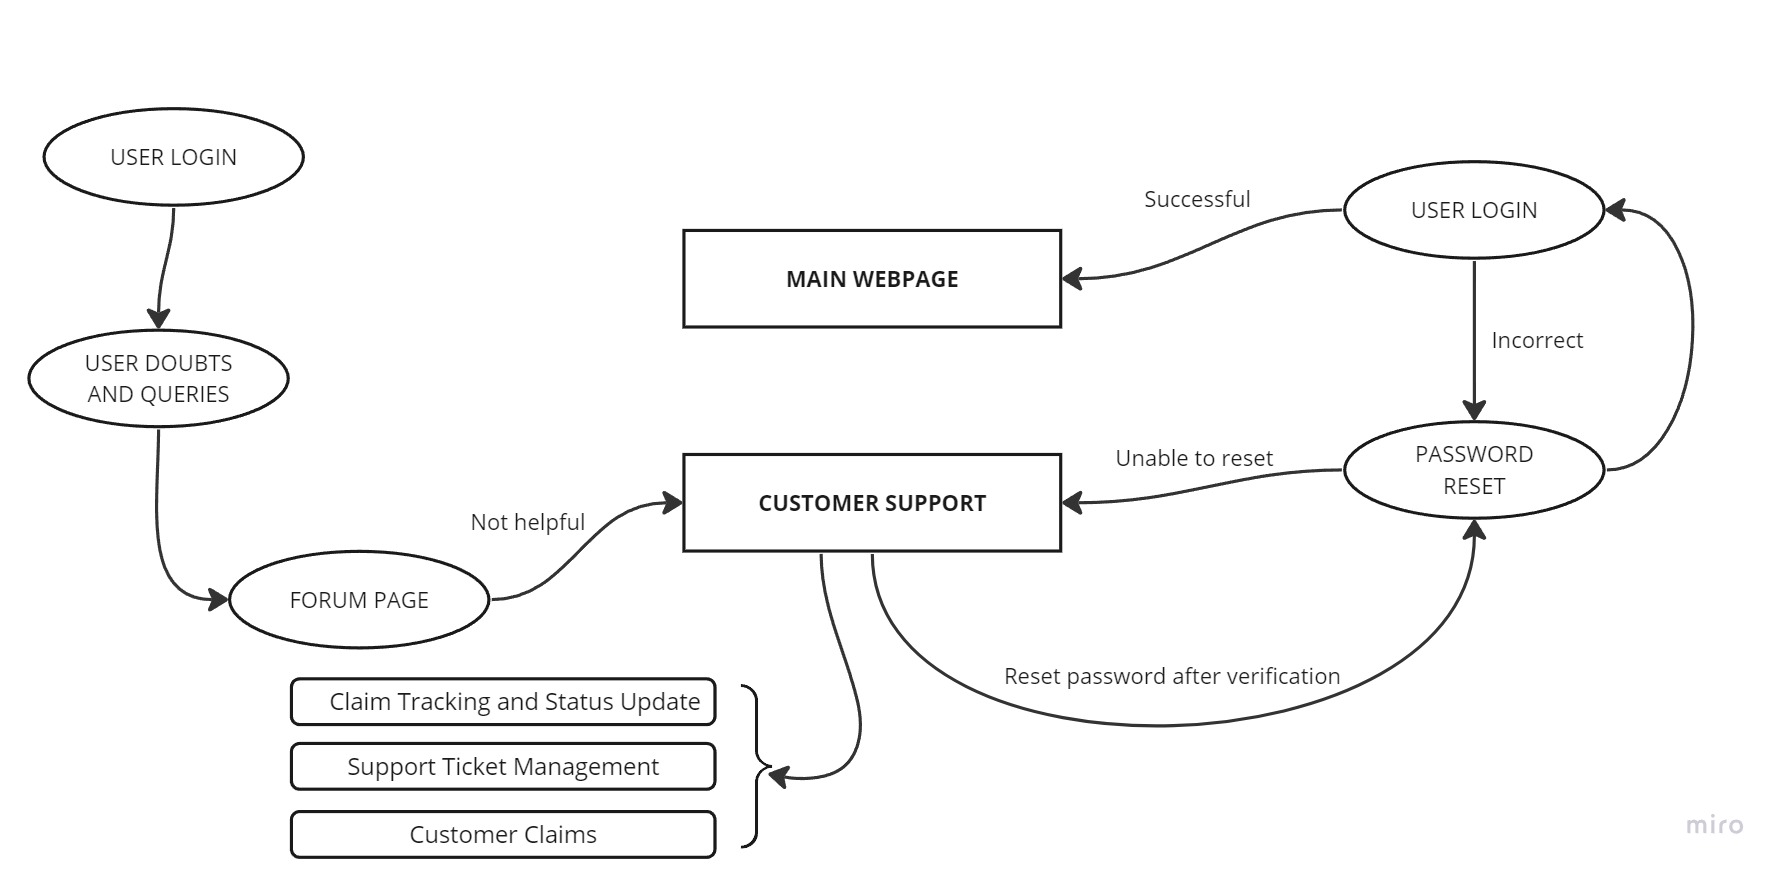 USER LOGIN
USER DOUBTS
AND QUERIES
FORUM PAGE
Not helpful
MAIN WEBPAGE
CUSTOMER SUPPORT
Successful
USER LOGIN
Incorrect
PASSWORD
RESET
Unable to reset
Reset password after verification
Claim Tracking and Status Update
Support Ticket Management
Customer Claims
miro